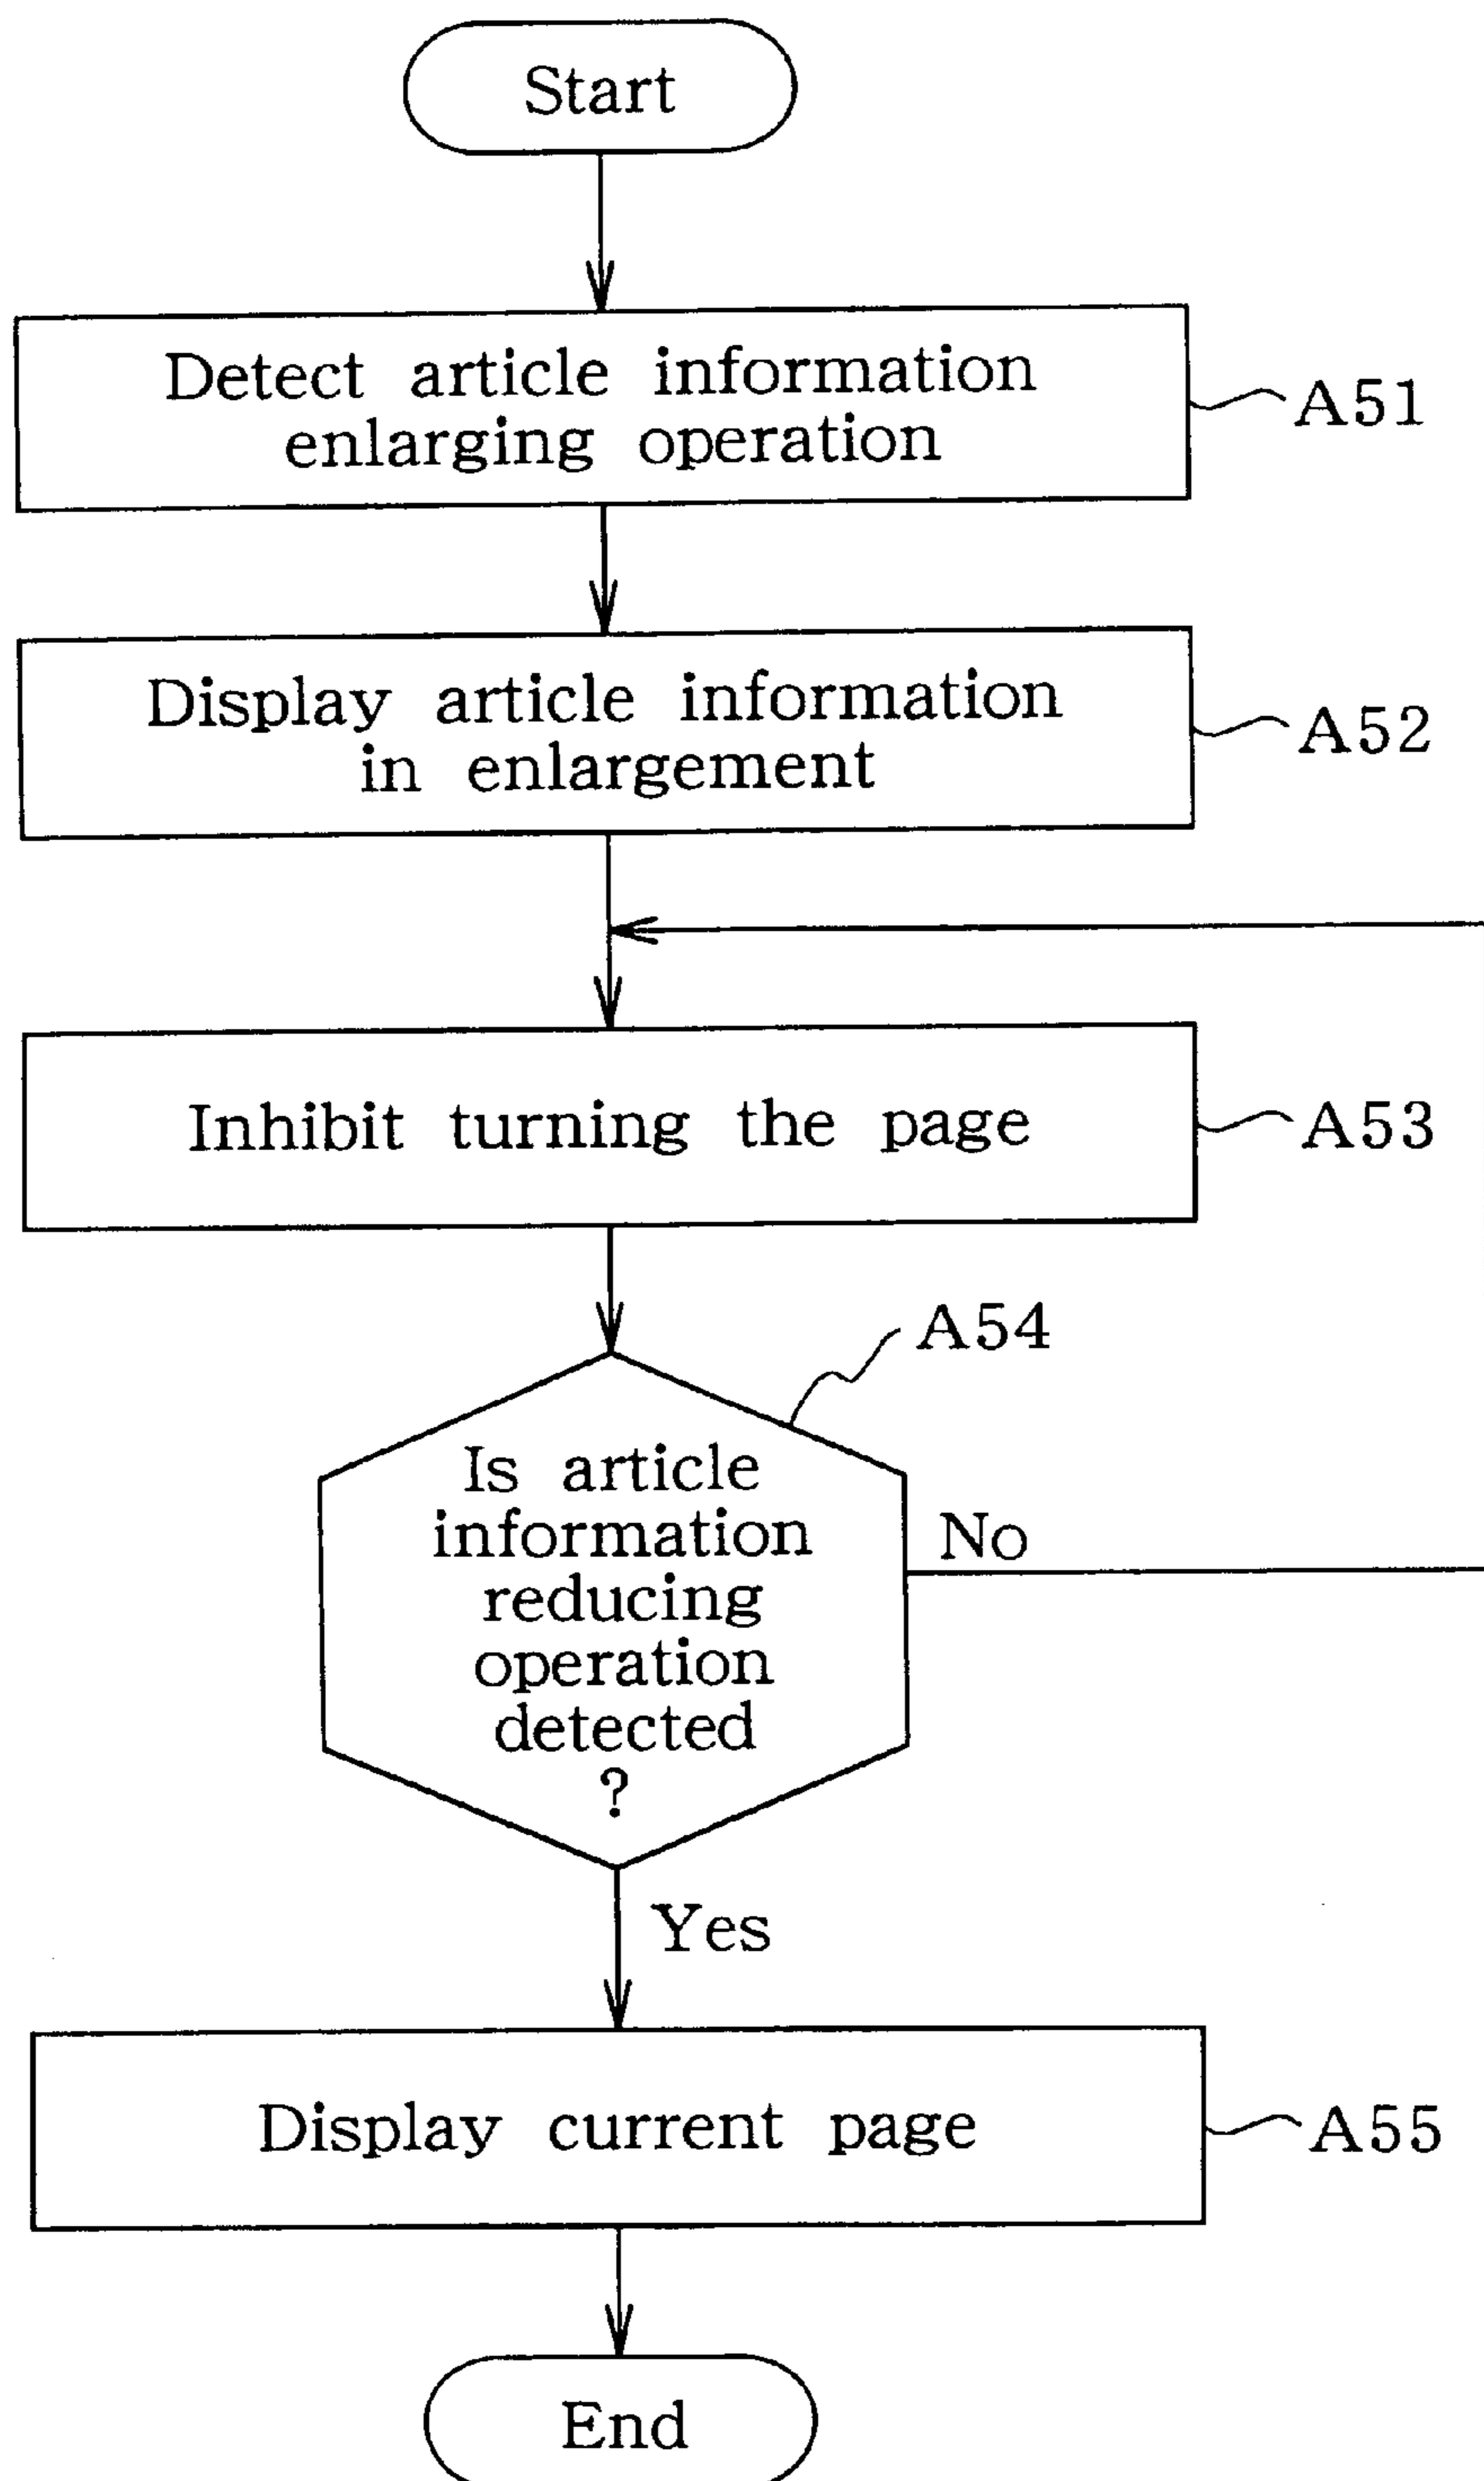 Start
Detect article information
enlarging operation
A51
Display article information
in enlargement
A52
Inhibit turning the page
A53
A54
Is article
information
reducing
operation
detected
?
No
Yes
Display current page
A55
End